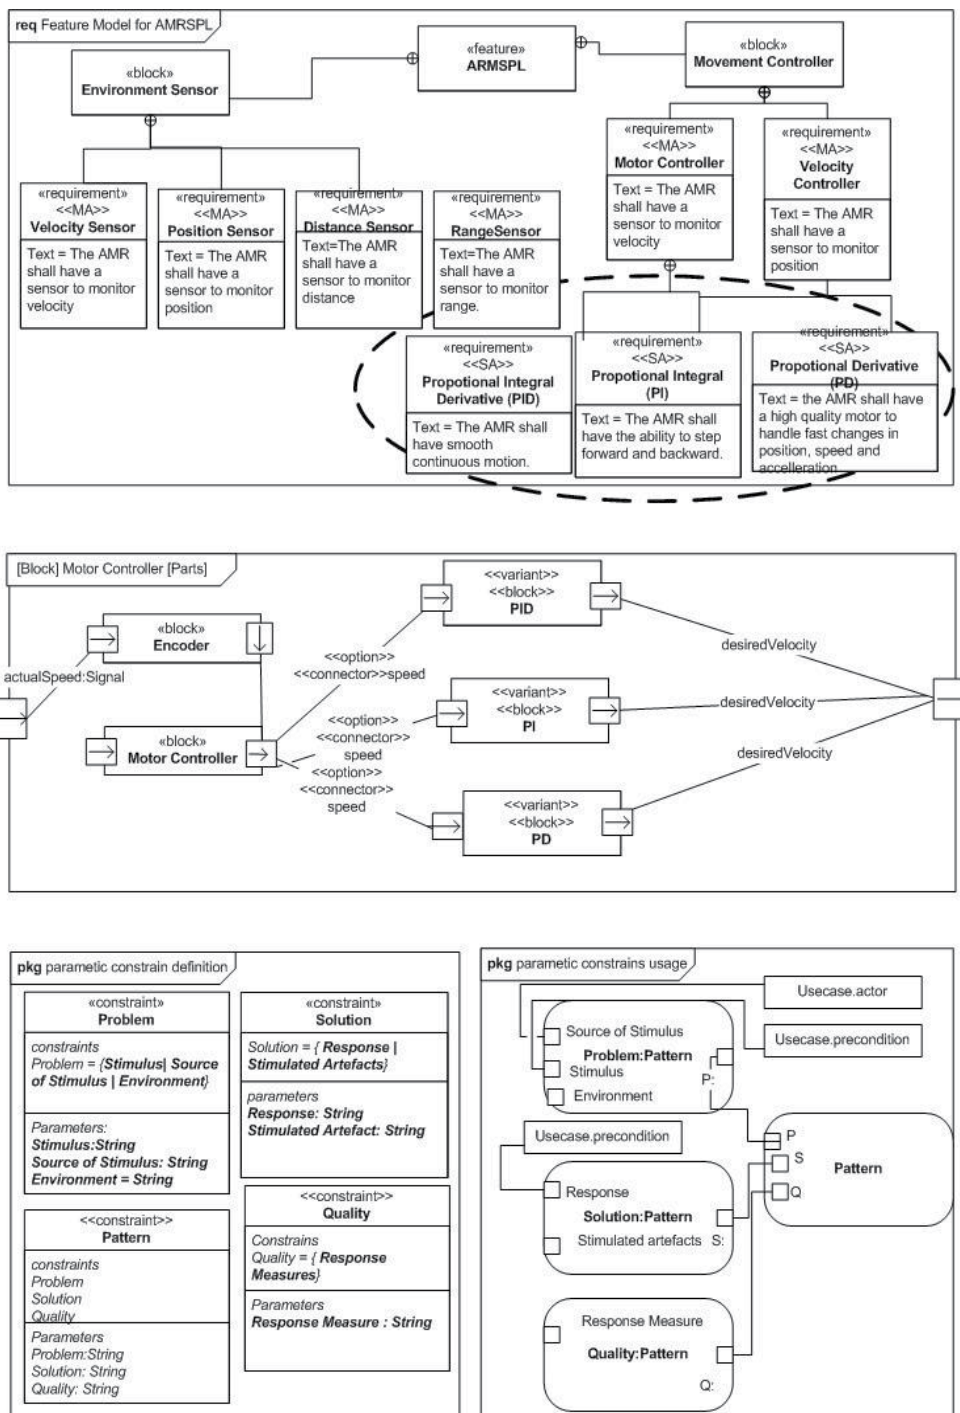 req Feature Model for AMRSPL
«feature»
ARMSPL
«block»
Environment Sensor
«block»
Movement Controller
«requirement»
<<MA>>
Velocity Sensor
Text = The AMR
shall have a
sensor to monitor
velocity
«requirement»
<<MA>>
Position Sensor
Text = The AMR
shall have a
sensor to monitor
position
«requirement»
<<MA>>
Distance Sensor
Text=The AMR
shall have a
sensor to monitor
distance
«requirement»
<<MA>>
RangeSensor
Text=The AMR
shall have a
sensor to monitor
range.
«requirement»
<<MA>>
Motor Controller
Text = The AMR
shall have a
sensor to monitor
velocity
«requirement»
<<MA>>
Velocity
Controller
Text = The AMR
shall have a
sensor to monitor
position
«requirement»
<<SA>>
Propotional Integral
Derivative (PID)
Text = The AMR shall
have smooth
continuous motion.
«requirement»
<<SA>>
Propotional Integral
(PI)
Text = The AMR shall
have the ability to step
forward and backward.
«requirement»
<<SA>>
Propotional Derivative
(PD)
Text = the AMR shall have
a high quality motor to
handle fast changes in
position, speed and
accelleration
[Block] Motor Controller [Parts]
«block»
Encoder
actualSpeed:Signal
«block»
Motor Controller
<<option>>
<<connector>>speed
<<option>>
<<connector>>
speed
<<option>>
<<connector>>
speed
<<variant>>
<<block>>
PID
<<variant>>
<<block>>
PI
<<variant>>
<<block>>
PD
desiredVelocity
desiredVelocity
desiredVelocity
pkg parametic constrain definition
«constraint»
Problem
constraints
Problem = {Stimulus| Source
of Stimulus | Environment}
Parameters:
Stimulus:String
Source of Stimulus: String
Environment = String
«constraint»
Solution
Solution = { Response |
Stimulated Artefacts}
parameters
Response: String
Stimulated Artefact: String
<<constraint>>
Pattern
constraints
Problem
Solution
Quality
Parameters
Problem:String
Solution: String
Quality: String
<<constraint>>
Quality
Constrains
Quality = { Response
Measures}
Parameters
Response Measure : String
pkg parametic constrains usage
Usecase.actor
Usecase.precondition
Source of Stimulus
Problem:Pattern
Stimulus
P:
Environment
Usecase.precondition
Response
Solution:Pattern
Stimulated artefacts S:
Response Measure
Quality:Pattern
Q:
P
S
Q
Pattern